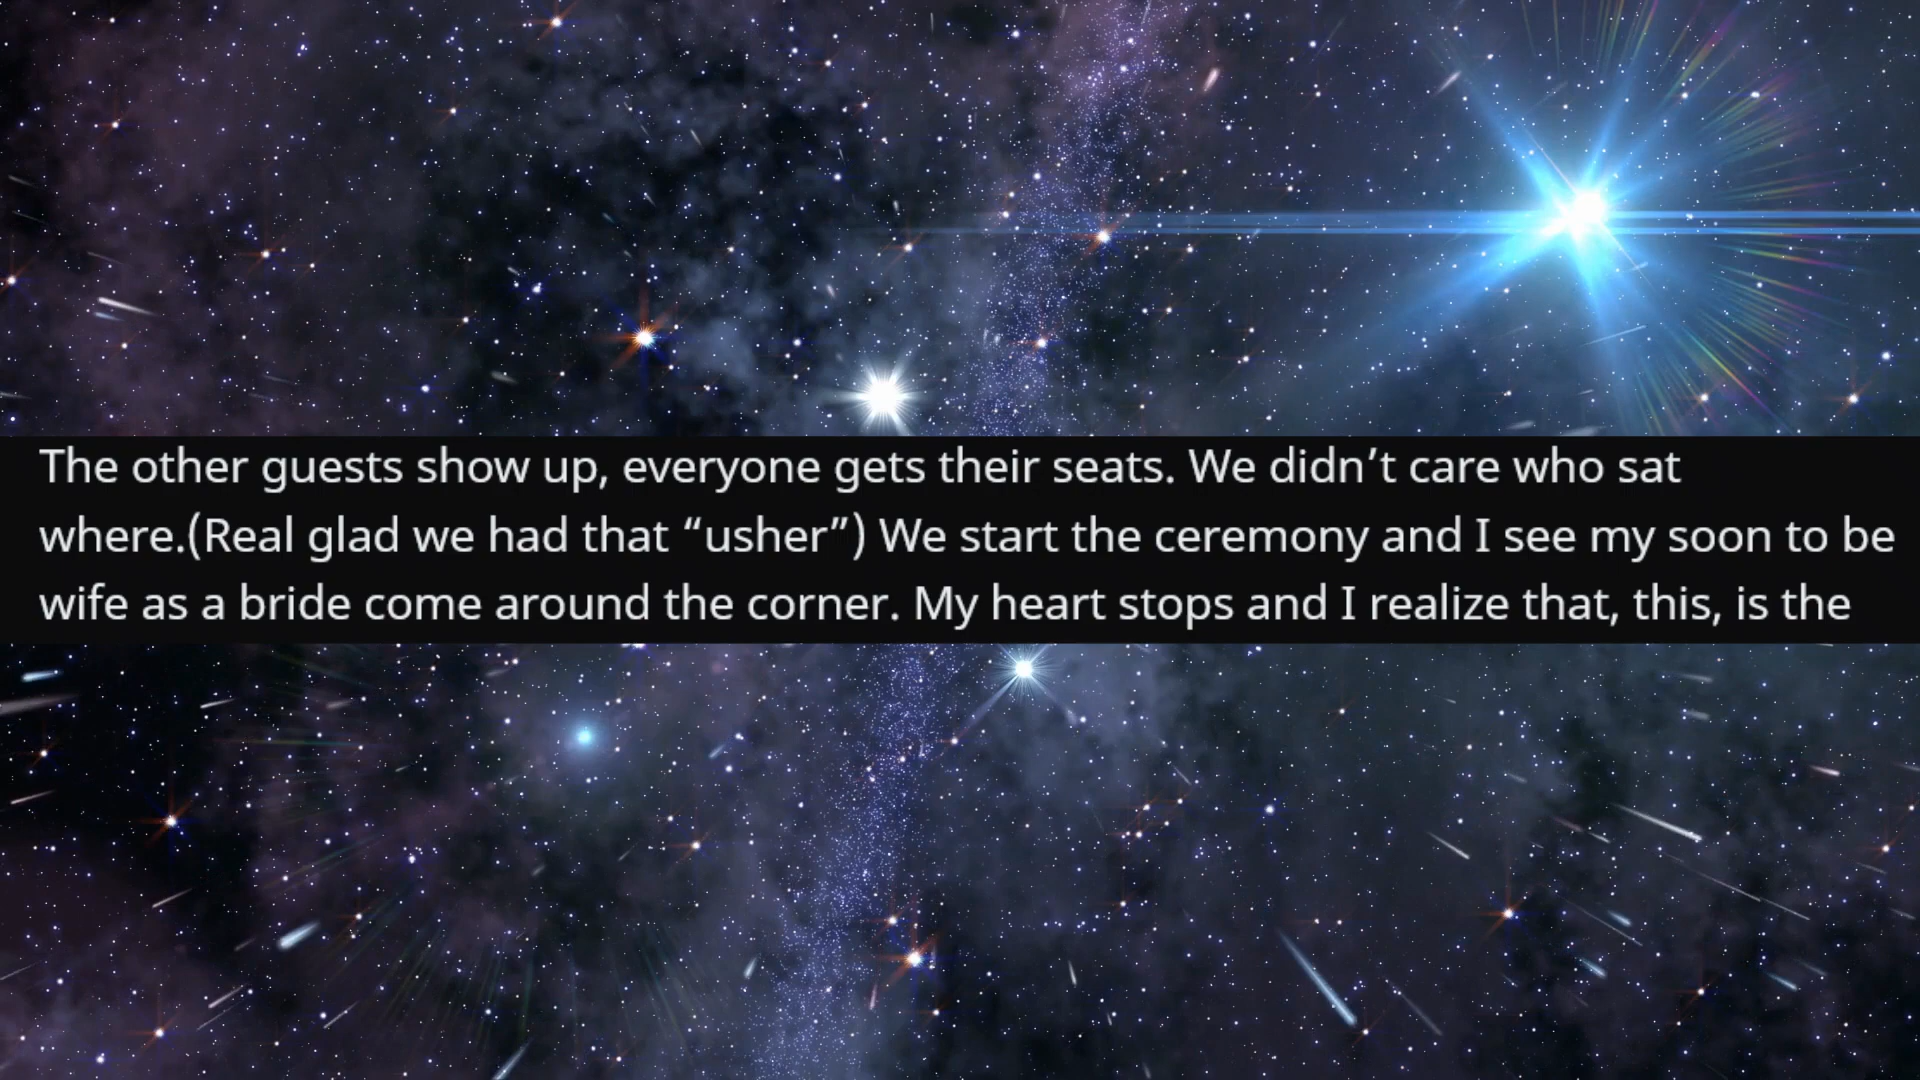 The other guests show up, everyone gets their seats. We didn’t care who sat
where.(Real glad we had that “usher”) We start the ceremony and I see my soon to be
wife as a bride come around the corner. My heart stops and I realize that, this, is the